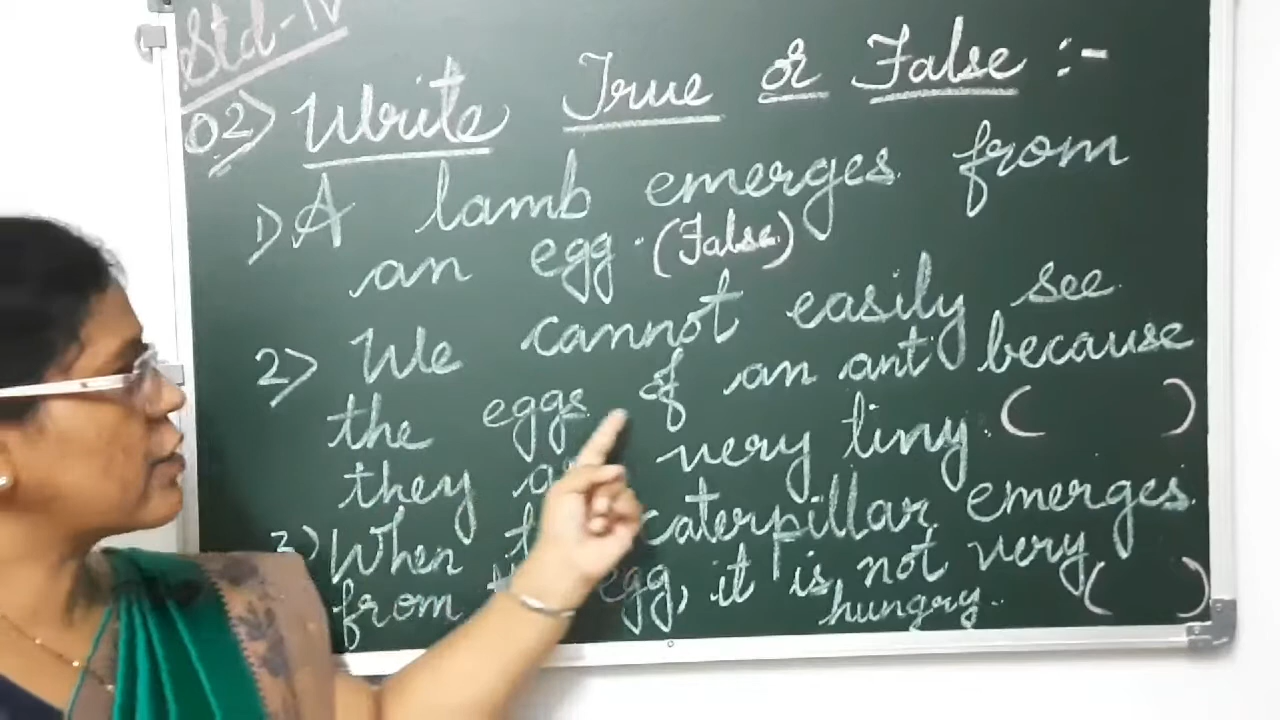 Std-IV
Q2> Write True or False :-
1) A lamb emerges from
an egg. (False)
2> We cannot easily see
the eggs of an ant because
they are very tiny. ( )
3) When the caterpillar emerges
from egg, it is not very
hungry. ( )